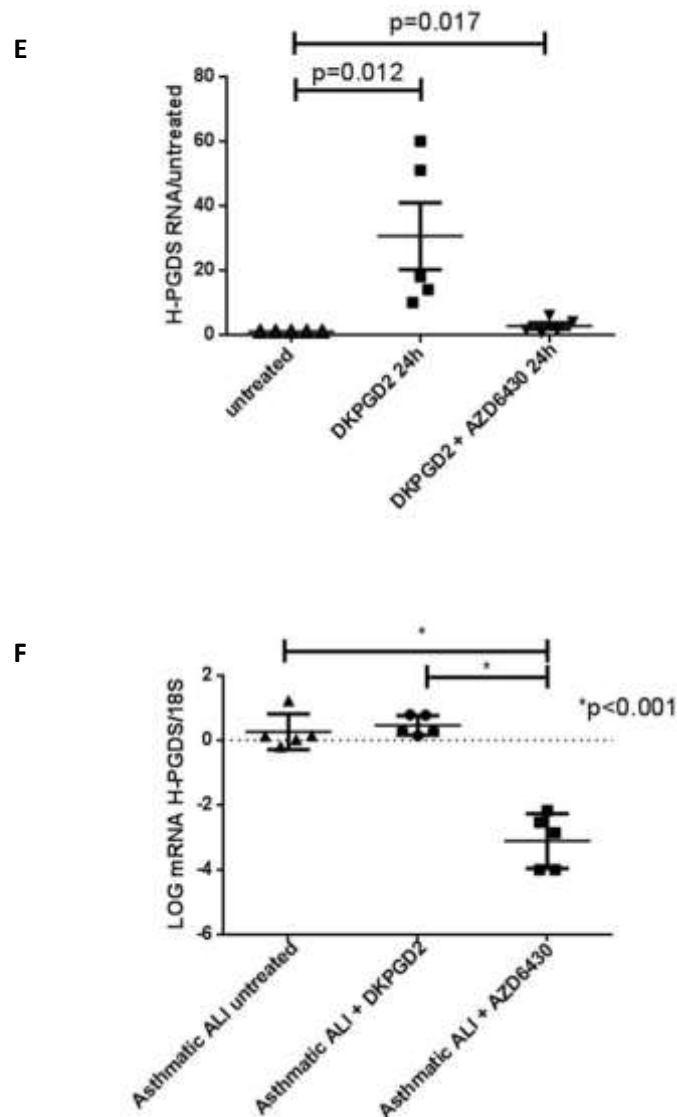 E
p=0.017
p=0.012
H-PGDS RNA/untreated
80
60
40
20
0
untreated
DKPGD2 24h
DKPGD2 + AZD6430 24h
F
*
*
*p<0.001
LOG mRNA H-PGDS/18S
2
0
-2
-4
-6
Asthmatic ALI untreated
Asthmatic ALI + DKPGD2
Asthmatic ALI + AZD6430